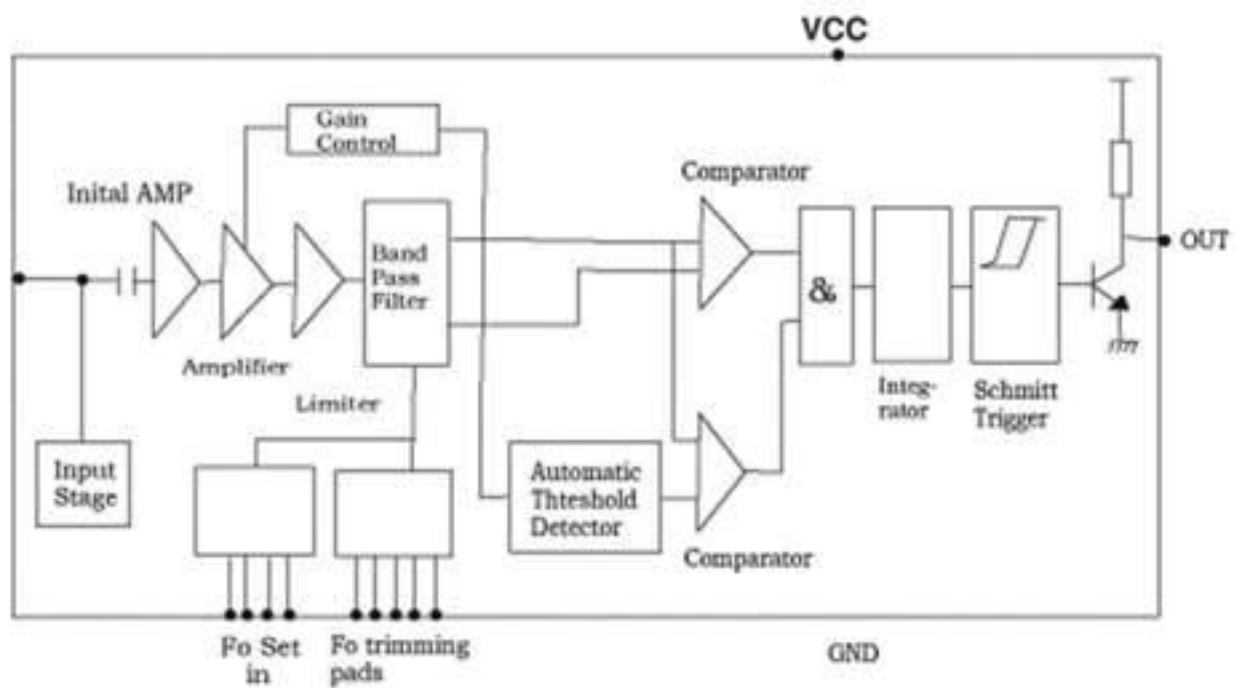 VCC
Gain
Control
Inital AMP
Comparator
Band
Pass
Filter
OUT
&
Amplifier
Limiter
Integ-
rator
Schmitt
Trigger
Input
Stage
Automatic
Thteshold
Detector
Comparator
Fo Set
in
Fo trimming
pads
GND